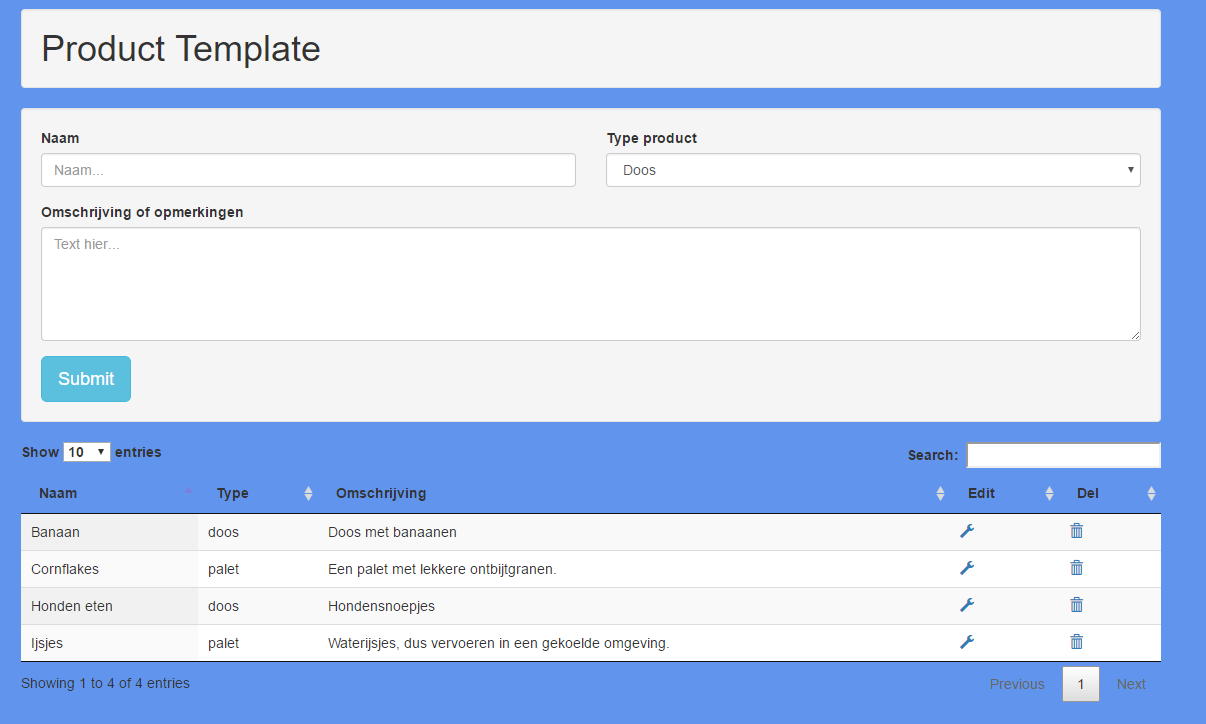 Product Template
Naam Type product
Naam... Doos
Omschrijving of opmerkingen
Text hier...
Submit
Show 10 entries Search:
Naam Type Omschrijving Edit Del
Banaan doos Doos met banaanen
Cornflakes palet Een palet met lekkere ontbijtgranen.
Honden eten doos Hondensnoepjes
Ijsjes palet Waterijsjes, dus vervoeren in een gekoelde omgeving.
Showing 1 to 4 of 4 entries Previous 1 Next